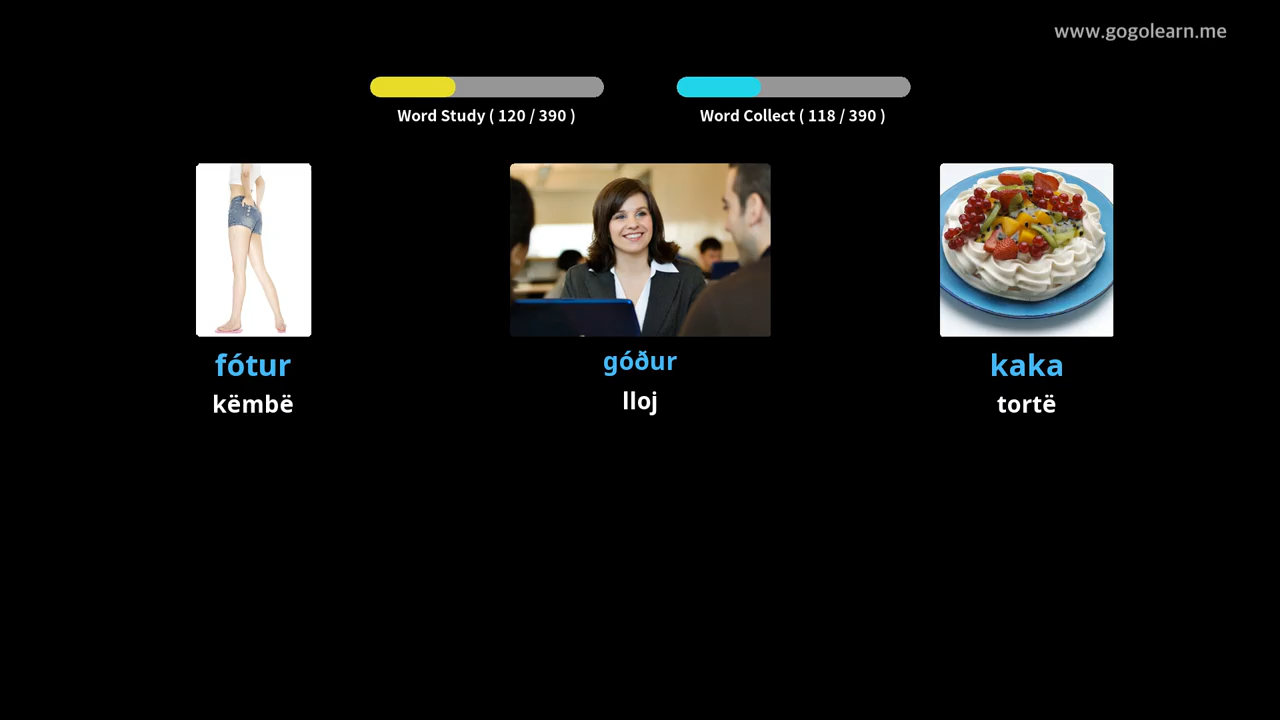 www.gogolearn.me
Word Study ( 120 / 390 )
Word Collect ( 118 / 390 )
fótur
këmbë
góður
lloj
kaka
tortë